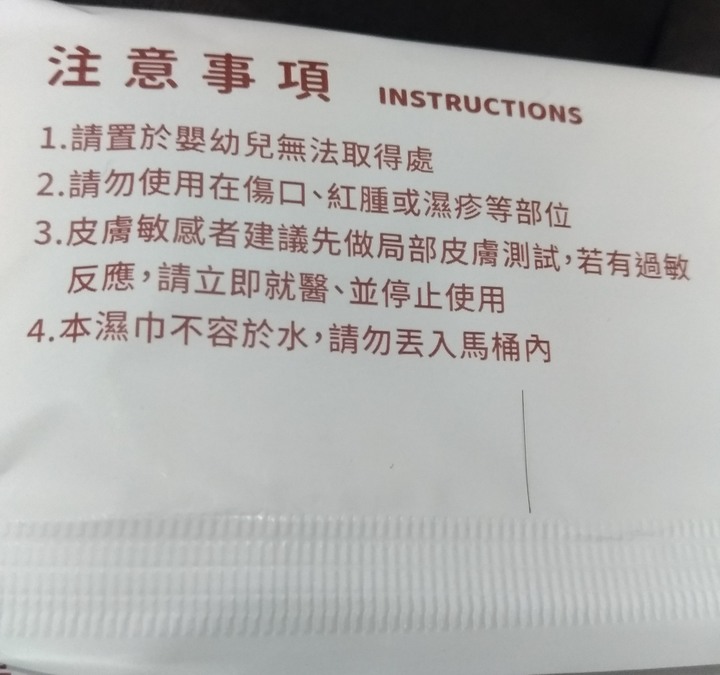 注意事項 INSTRUCTIONS
1.請置於嬰幼兒無法取得處
2.請勿使用在傷口、紅腫或濕疹等部位
3.皮膚敏感者建議先做局部皮膚測試,若有過敏
反應,請立即就醫、並停止使用
4.本濕巾不容於水,請勿丟入馬桶內